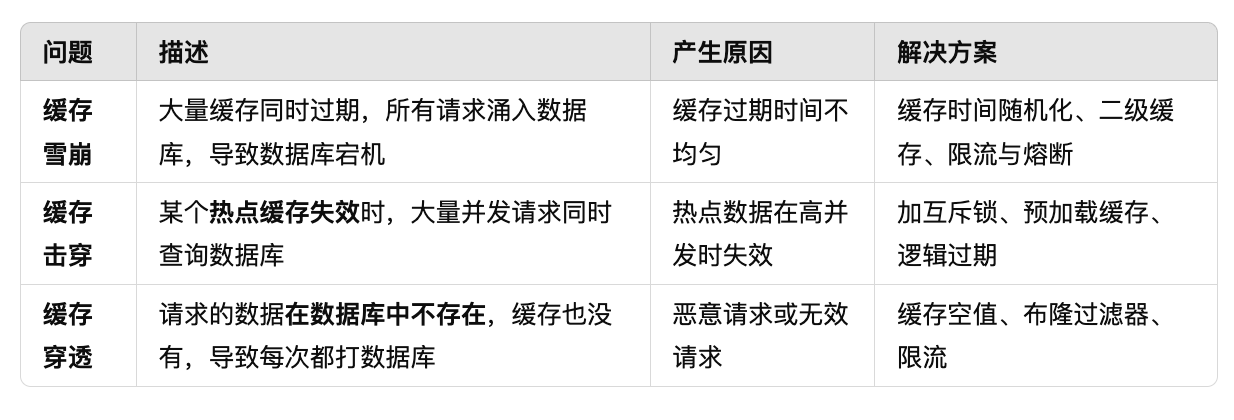 问题 描述 产生原因 解决方案
缓存 大量缓存同时过期，所有请求涌入数据 缓存过期时间不 缓存时间随机化、二级缓
雪崩 库，导致数据库宕机 均匀 存、限流与熔断
缓存 某个热点缓存失效时，大量并发请求同时 热点数据在高并 加互斥锁、预加载缓存、
击穿 查询数据库 发时失效 逻辑过期
缓存 请求的数据在数据库中不存在，缓存也没 恶意请求或无效 缓存空值、布隆过滤器、
穿透 有，导致每次都打数据库 请求 限流